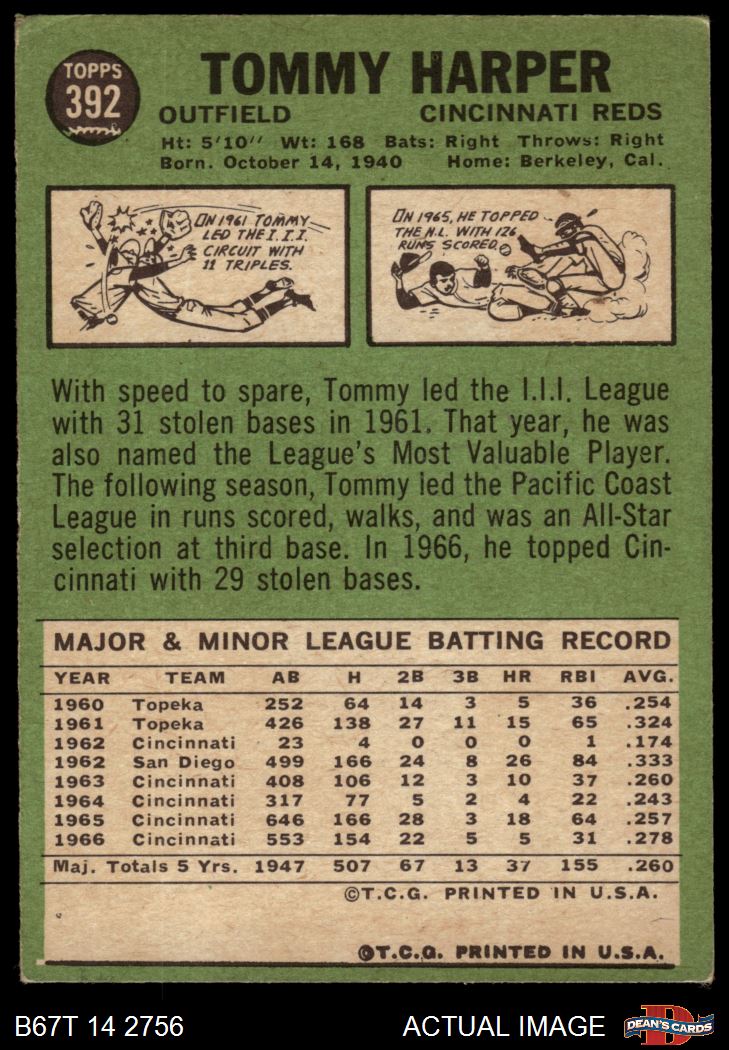 TOPPS
392
TOMMY HARPER
OUTFIELD CINCINNATI REDS
Ht: 5'10" Wt: 168 Bats: Right Throws: Right
Born. October 14, 1940 Home: Berkeley, Cal.
IN 1961 TOMMY
LED THE I.I.I.
CIRCUIT WITH
11 TRIPLES.
IN 1965, HE TOPPED
THE N.L. WITH 126
RUNS SCORED.
With speed to spare, Tommy led the I.I.I. League
with 31 stolen bases in 1961. That year, he was
also named the League's Most Valuable Player.
The following season, Tommy led the Pacific Coast
League in runs scored, walks, and was an All-Star
selection at third base. In 1966, he topped Cin-
cinnati with 29 stolen bases.
MAJOR & MINOR LEAGUE BATTING RECORD
YEAR TEAM AB H 2B 3B HR RBI AVG.
1960 Topeka 252 64 14 3 5 36 .254
1961 Topeka 426 138 27 11 15 65 .324
1962 Cincinnati 23 4 0 0 0 1 .174
1962 San Diego 499 166 24 8 26 84 .333
1963 Cincinnati 408 106 12 3 10 37 .260
1964 Cincinnati 317 77 5 2 4 22 .243
1965 Cincinnati 646 166 28 3 18 64 .257
1966 Cincinnati 553 154 22 5 5 31 .278
Maj. Totals 5 Yrs. 1947 507 67 13 37 155 .260
©T.C.G. PRINTED IN U.S.A.
©T.C.G. PRINTED IN U.S.A.
B67T 14 2756 ACTUAL IMAGE
D
DEAN'S CARDS